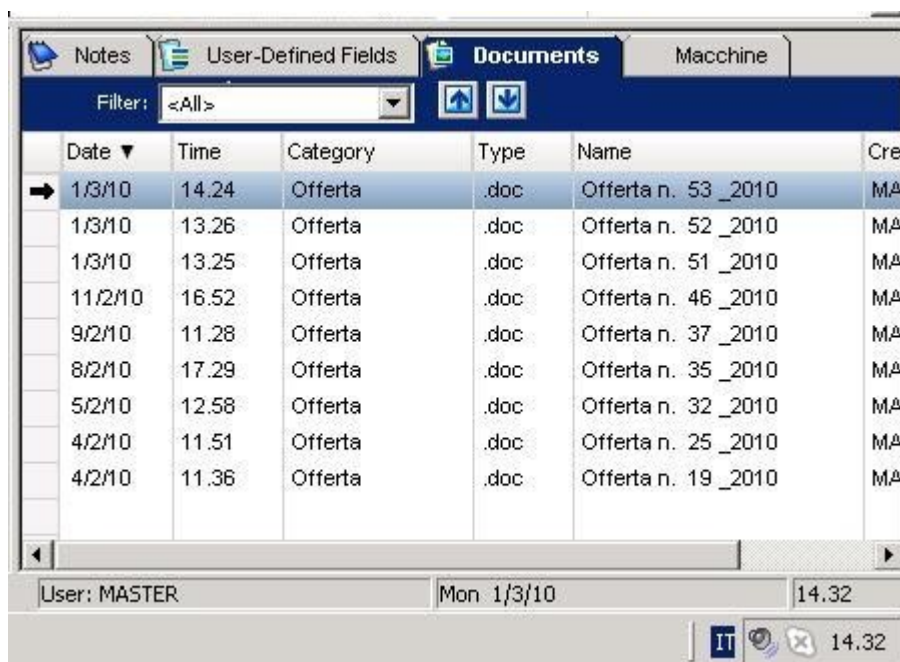 Notes User-Defined Fields Documents Macchine
Filter: <All>
Date ▼ Time Category Type Name Cre
1/3/10 14.24 Offerta .doc Offerta n. 53 _2010 MA
1/3/10 13.26 Offerta .doc Offerta n. 52 _2010 MA
1/3/10 13.25 Offerta .doc Offerta n. 51 _2010 MA
11/2/10 16.52 Offerta .doc Offerta n. 46 _2010 MA
9/2/10 11.28 Offerta .doc Offerta n. 37 _2010 MA
8/2/10 17.29 Offerta .doc Offerta n. 35 _2010 MA
5/2/10 12.58 Offerta .doc Offerta n. 32 _2010 MA
4/2/10 11.51 Offerta .doc Offerta n. 25 _2010 MA
4/2/10 11.36 Offerta .doc Offerta n. 19 _2010 MA
User: MASTER Mon 1/3/10 14.32
IT 14.32